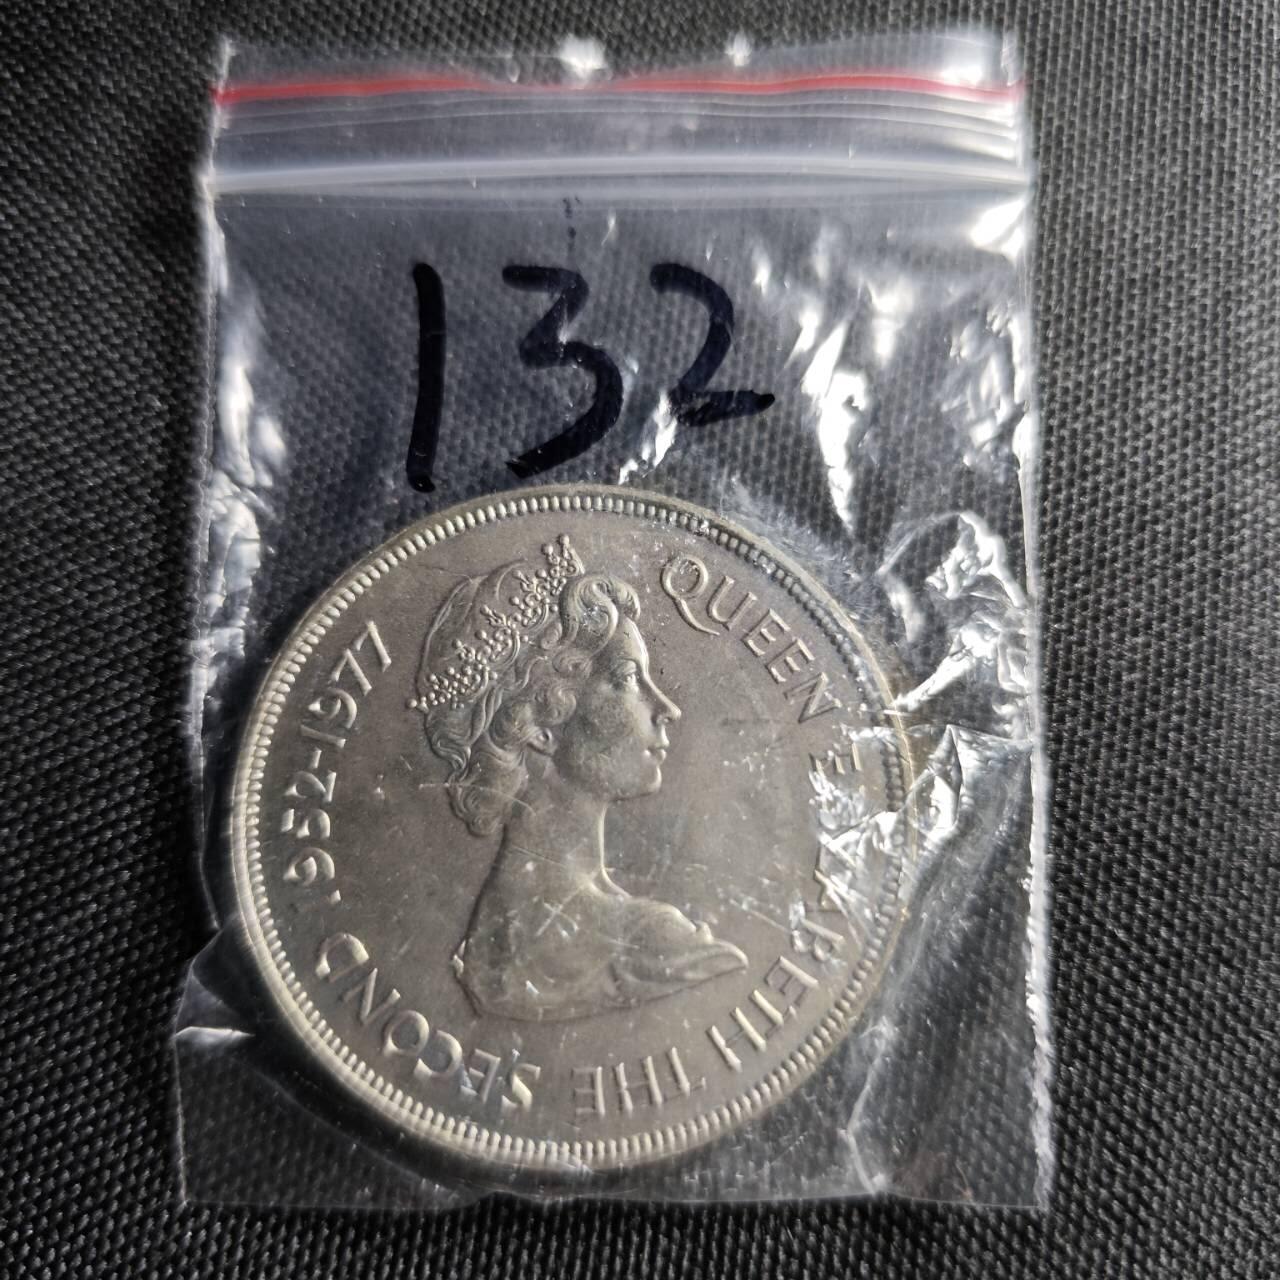 132
QUEEN ELIZABETH THE SECOND · 1952-1977